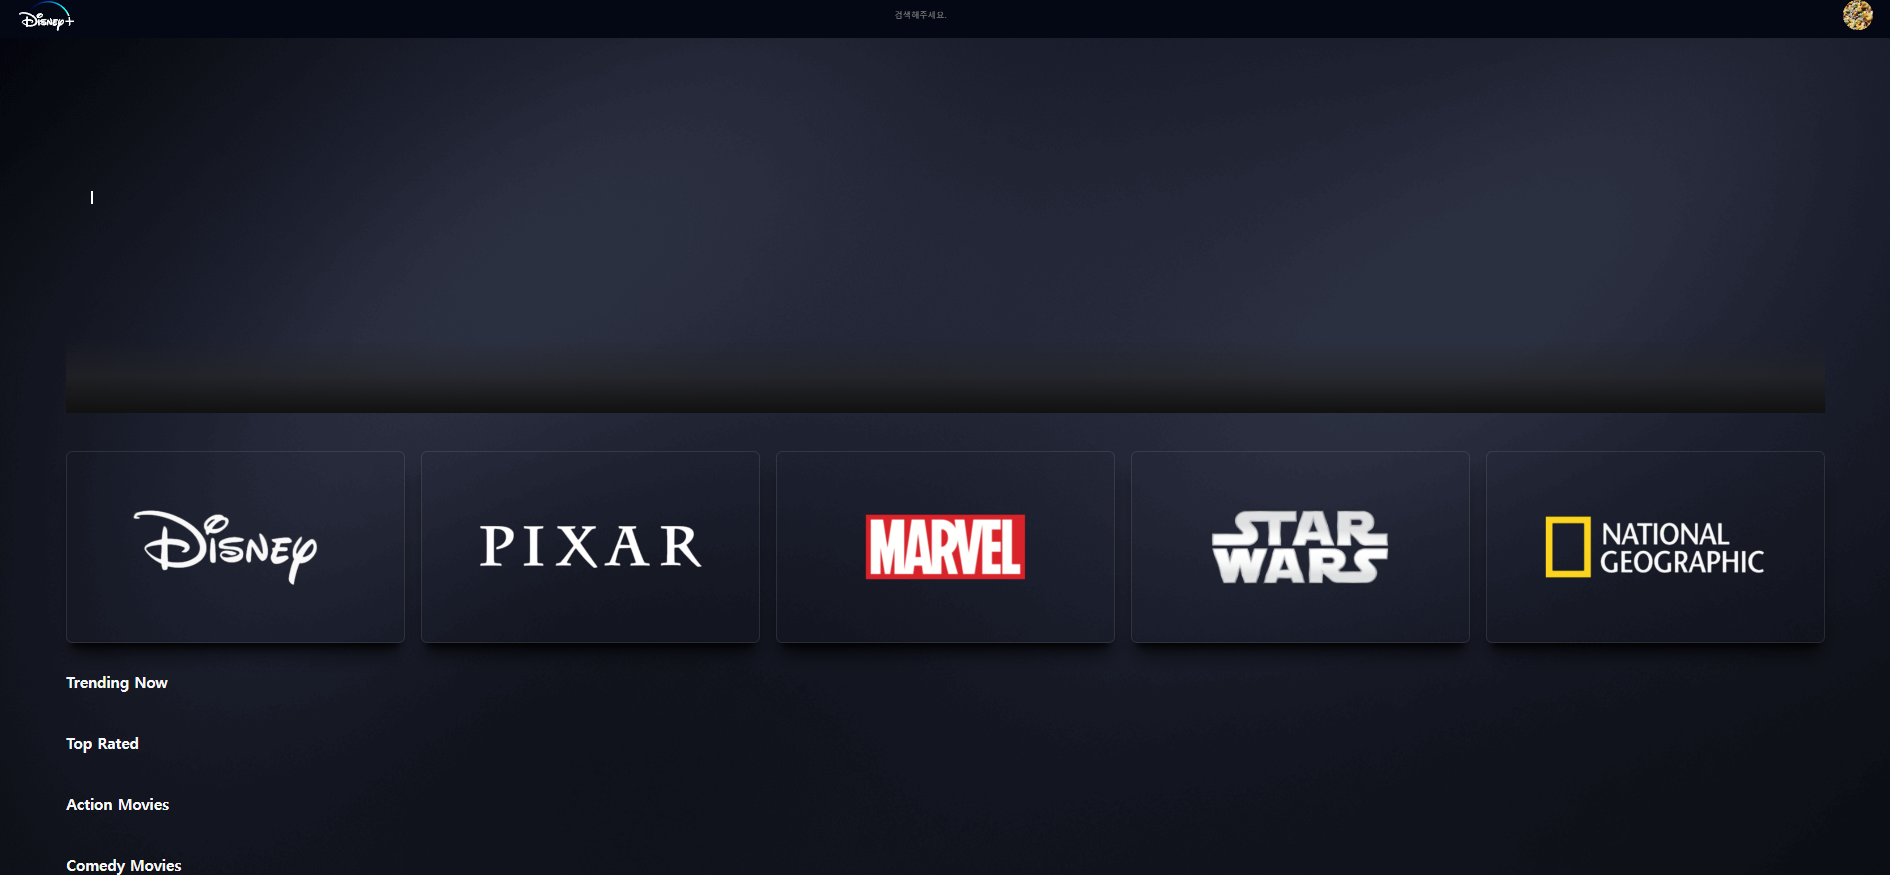 Disney+
검색해주세요.
Disney
PIXAR
MARVEL
STAR
WARS
NATIONAL
GEOGRAPHIC
Trending Now
Top Rated
Action Movies
Comedy Movies